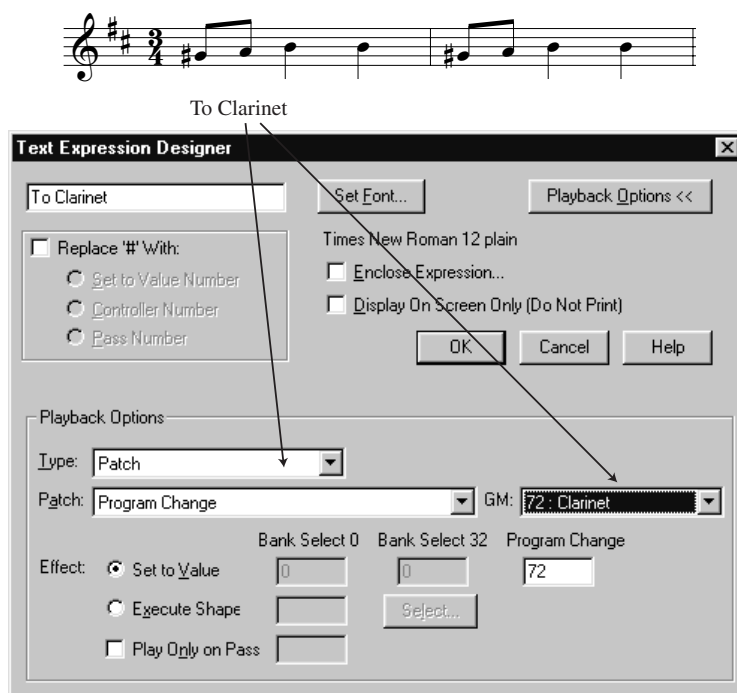 3
4
To Clarinet
Text Expression Designer
To Clarinet
Set Font...
Playback Options <<
Replace '#' With:
Times New Roman 12 plain
Set to Value Number
Enclose Expression...
Controller Number
Display On Screen Only (Do Not Print)
Pass Number
OK
Cancel
Help
Playback Options
Type: Patch
Patch: Program Change GM: 72 : Clarinet
Bank Select 0 Bank Select 32 Program Change
Effect: Set to Value 0 0 72
Execute Shape Select...
Play Only on Pass